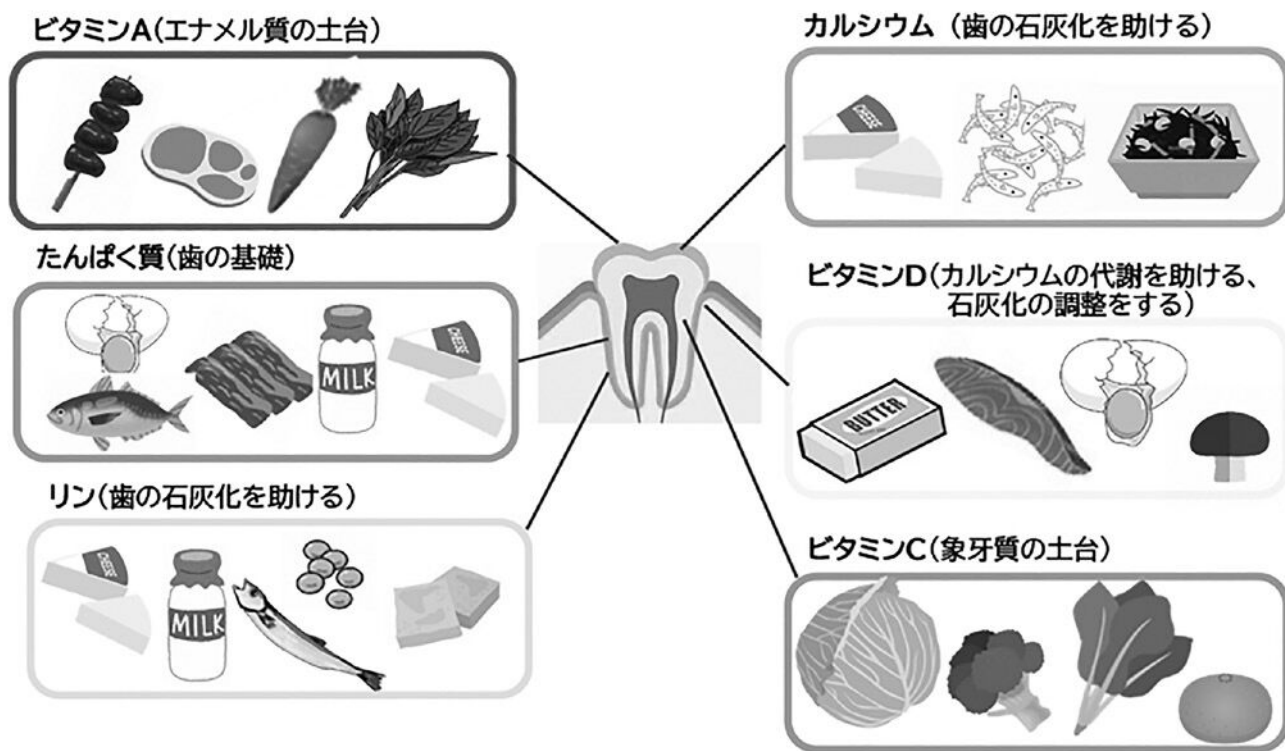 ビタミンA(エナメル質の土台)
CHEESE
たんぱく質(歯の基礎)
MILK
CHEESE
リン(歯の石灰化を助ける)
CHEESE
MILK
カルシウム (歯の石灰化を助ける)
ビタミンD(カルシウムの代謝を助ける、
石灰化の調整をする)
BUTTER
ビタミンC(象牙質の土台)